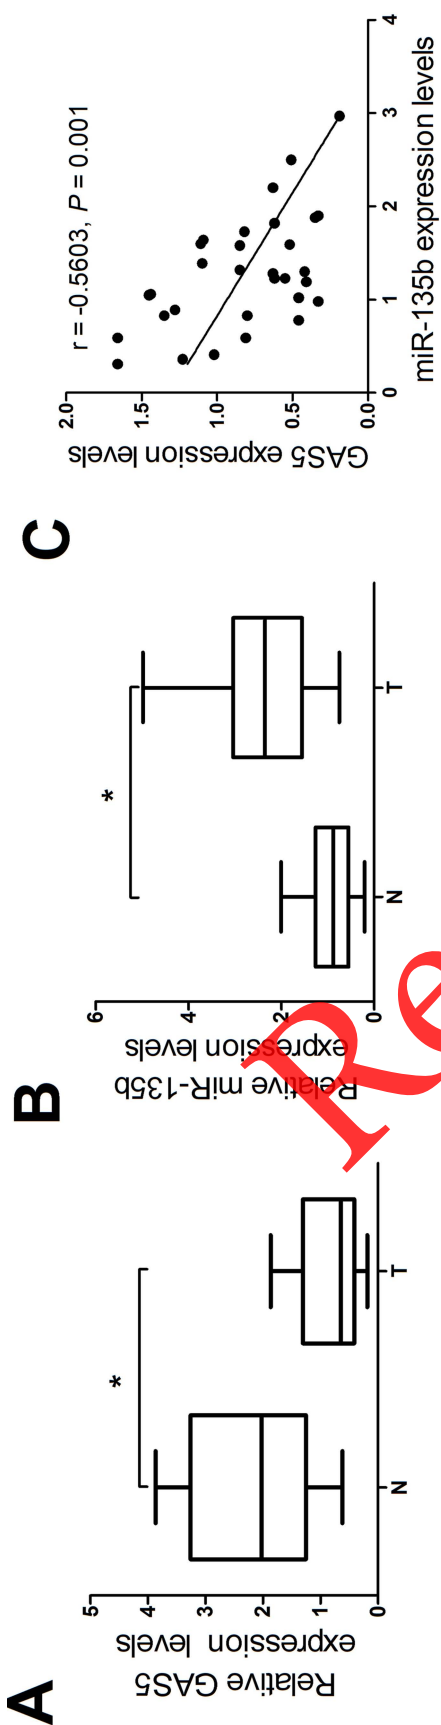 A
Relative GAS5
expression levels
5
4
3
2
1
0
*
N
T
B
Relative miR-135b
expression levels
6
4
2
0
*
N
T
C
r = -0.5603, P = 0.001
GAS5 expression levels
2.0
1.5
1.0
0.5
0.0
0
1
2
3
4
miR-135b expression levels
Re